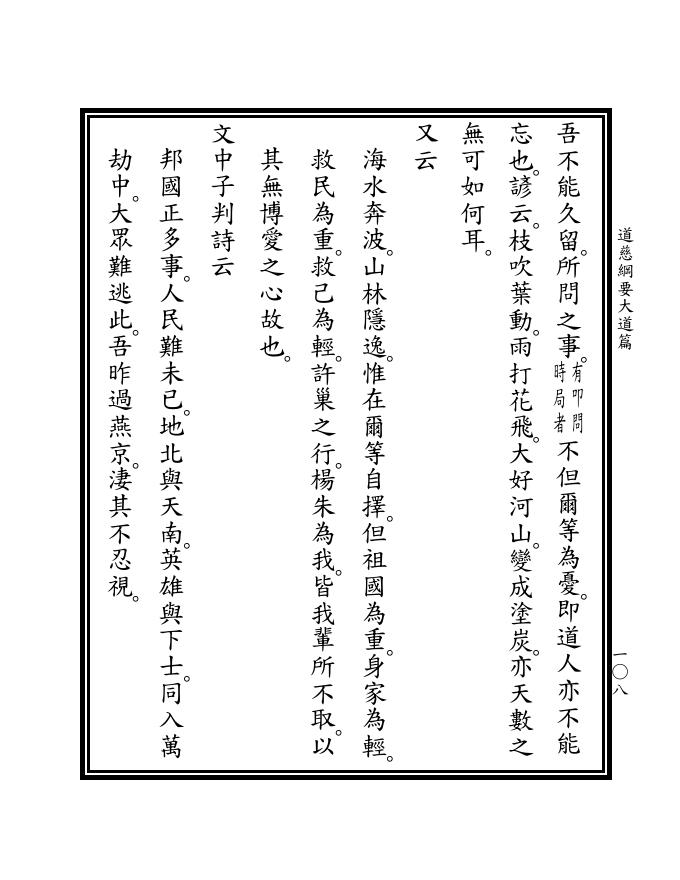 道慈綱要大道篇
一〇八
吾不能久留。所問之事。有叩問時局者不但爾等為憂。即道人亦不能
忘也。諺云。枝吹葉動。雨打花飛。大好河山。變成塗炭。亦天數之
無可如何耳。
又云
海水奔波。山林隱逸。惟在爾等自擇。但祖國為重。身家為輕。
救民為重。救己為輕。許巢之行。楊朱為我。皆我輩所不取。以
其無博愛之心故也。
文中子判詩云
邦國正多事。人民難未已。地北與天南。英雄與下士。同入萬
劫中。大眾難逃此。吾昨過燕京。淒其不忍視。